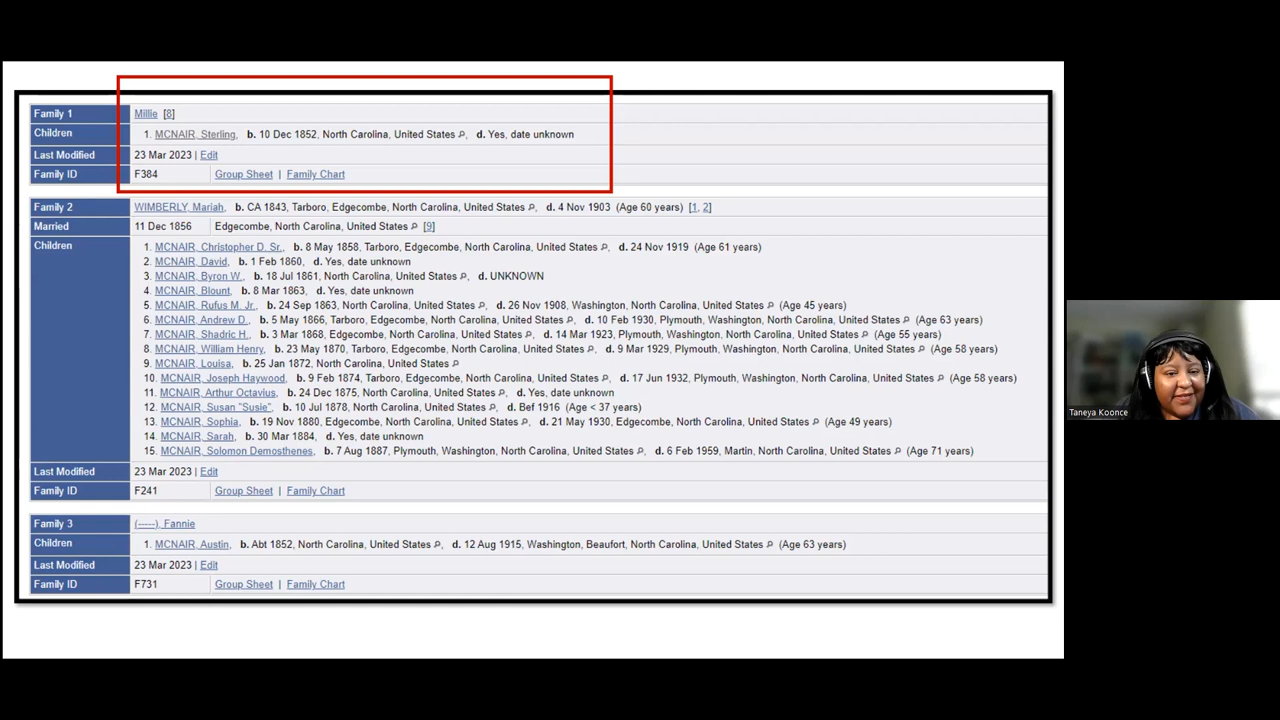 Family 1 Millie [8]
Children 1. MCNAIR, Sterling, b. 10 Dec 1852, North Carolina, United States, d. Yes, date unknown
Last Modified 23 Mar 2023 | Edit
Family ID F384 Group Sheet | Family Chart
Family 2 WIMBERLY, Mariah, b. CA 1843, Tarboro, Edgecombe, North Carolina, United States, d. 4 Nov 1903 (Age 60 years) [1, 2]
Married 11 Dec 1856 Edgecombe, North Carolina, United States [9]
Children 1. MCNAIR, Christopher D. Sr., b. 8 May 1858, Tarboro, Edgecombe, North Carolina, United States, d. 24 Nov 1919 (Age 61 years)
2. MCNAIR, David, b. 1 Feb 1860, d. Yes, date unknown
3. MCNAIR, Byron W., b. 18 Jul 1861, North Carolina, United States, d. UNKNOWN
4. MCNAIR, Blount, b. 8 Mar 1863, d. Yes, date unknown
5. MCNAIR, Rufus M. Jr., b. 24 Sep 1863, North Carolina, United States, d. 26 Nov 1908, Washington, North Carolina, United States (Age 45 years)
6. MCNAIR, Andrew D., b. 5 May 1866, Tarboro, Edgecombe, North Carolina, United States, d. 10 Feb 1930, Plymouth, Washington, North Carolina, United States (Age 63 years)
7. MCNAIR, Shadric H., b. 3 Mar 1868, Edgecombe, North Carolina, United States, d. 14 Mar 1923, Plymouth, Washington, North Carolina, United States (Age 55 years)
8. MCNAIR, William Henry, b. 23 May 1870, Tarboro, Edgecombe, North Carolina, United States, d. 9 Mar 1929, Plymouth, Washington, North Carolina, United States (Age 58 years)
9. MCNAIR, Louisa, b. 25 Jan 1872, North Carolina, United States
10. MCNAIR, Joseph Haywood, b. 9 Feb 1874, Tarboro, Edgecombe, North Carolina, United States, d. 17 Jun 1932, Plymouth, Washington, North Carolina, United States (Age 58 years)
11. MCNAIR, Arthur Octavius, b. 24 Dec 1875, North Carolina, United States, d. Yes, date unknown
12. MCNAIR, Susan "Susie", b. 10 Jul 1878, North Carolina, United States, d. Bef 1916 (Age < 37 years)
13. MCNAIR, Sophia, b. 19 Nov 1880, Edgecombe, North Carolina, United States, d. 21 May 1930, Edgecombe, North Carolina, United States (Age 49 years)
14. MCNAIR, Sarah, b. 30 Mar 1884, d. Yes, date unknown
15. MCNAIR, Solomon Demosthenes, b. 7 Aug 1887, Plymouth, Washington, North Carolina, United States, d. 6 Feb 1959, Martin, North Carolina, United States (Age 71 years)
Last Modified 23 Mar 2023 | Edit
Family ID F241 Group Sheet | Family Chart
Family 3 (-----), Fannie
Children 1. MCNAIR, Austin, b. Abt 1852, North Carolina, United States, d. 12 Aug 1915, Washington, Beaufort, North Carolina, United States (Age 63 years)
Last Modified 23 Mar 2023 | Edit
Family ID F731 Group Sheet | Family Chart
Taneya Koonce